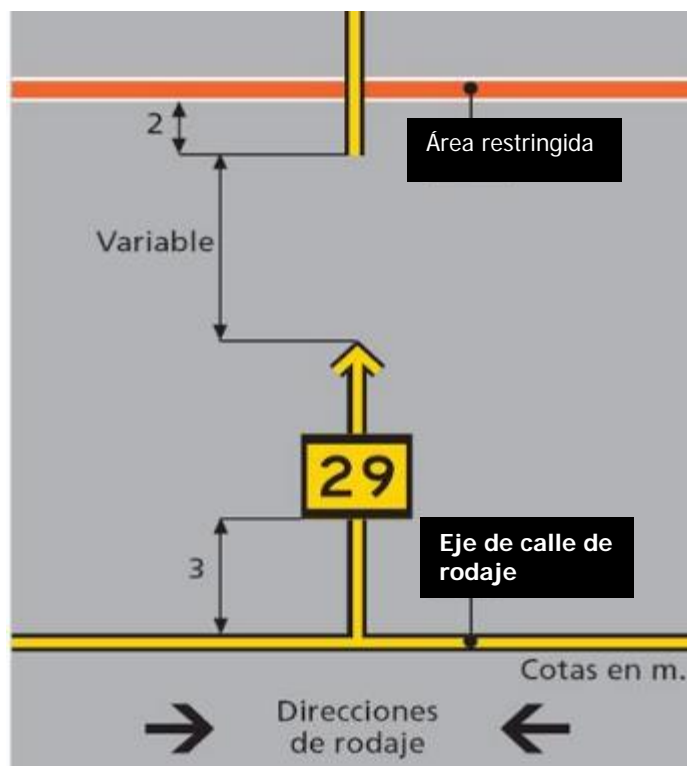 2
Área restringida
Variable
29
3
Eje de calle de
rodaje
Cotas en m.
Direcciones
de rodaje